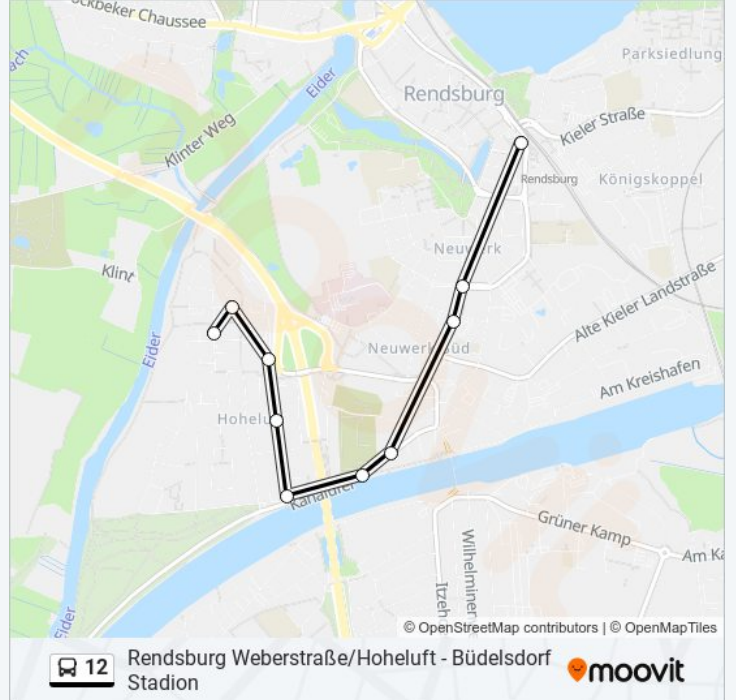 ckbeker Chaussee
Eider
Parksiedlung
Rendsburg
ach
Klinter Weg
Kieler Straße
Rendsburg
Königskoppel
Neuwerk
Klint
Alte Kieler Landstraße
Eider
Neuwerk Süd
Am Kreishafen
Hohelu
Kanalufer
Grüner Kamp
Wilhelminer
Am Ka
Itzeh
Eider
© OpenStreetMap contributors | © OpenMapTiles
12
Rendsburg Weberstraße/Hoheluft - Büdelsdorf
Stadion
moovit